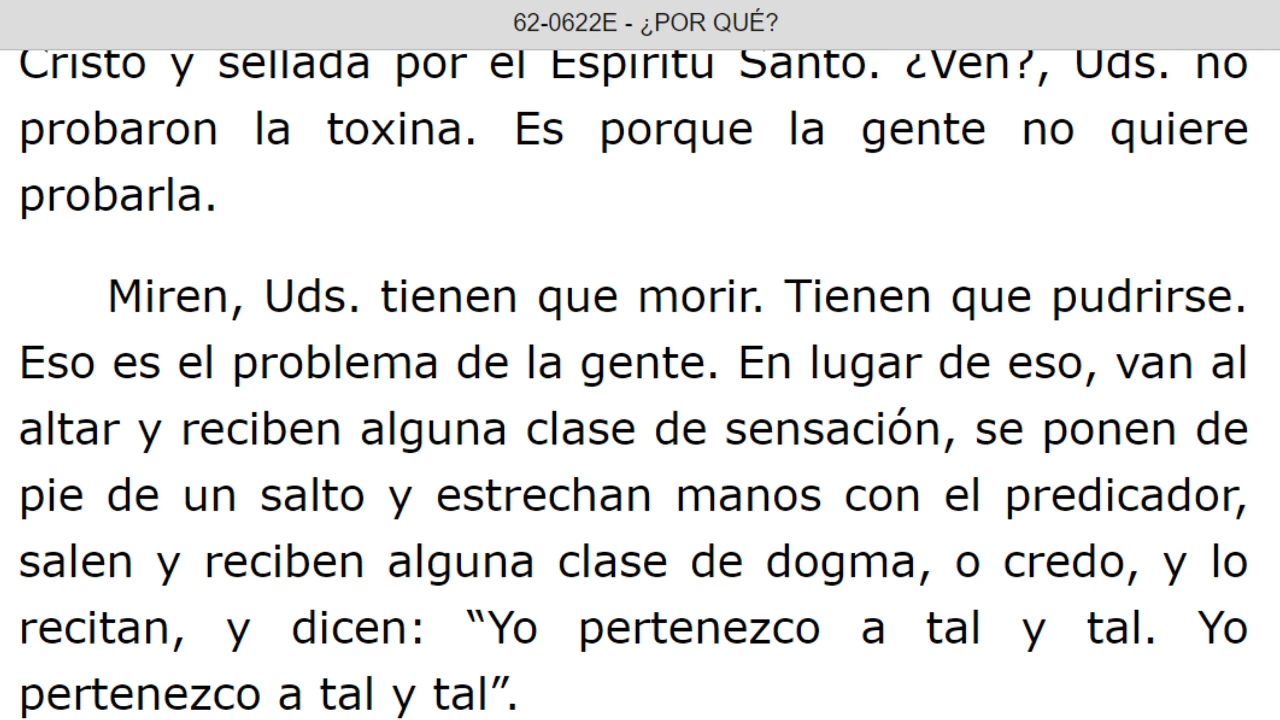 62-0622E - ¿POR QUÉ?
Cristo y sellada por el Espíritu Santo. ¿Ven?, Uds. no
probaron la toxina. Es porque la gente no quiere
probarla.
Miren, Uds. tienen que morir. Tienen que pudrirse.
Eso es el problema de la gente. En lugar de eso, van al
altar y reciben alguna clase de sensación, se ponen de
pie de un salto y estrechan manos con el predicador,
salen y reciben alguna clase de dogma, o credo, y lo
recitan, y dicen: “Yo pertenezco a tal y tal. Yo
pertenezco a tal y tal”.